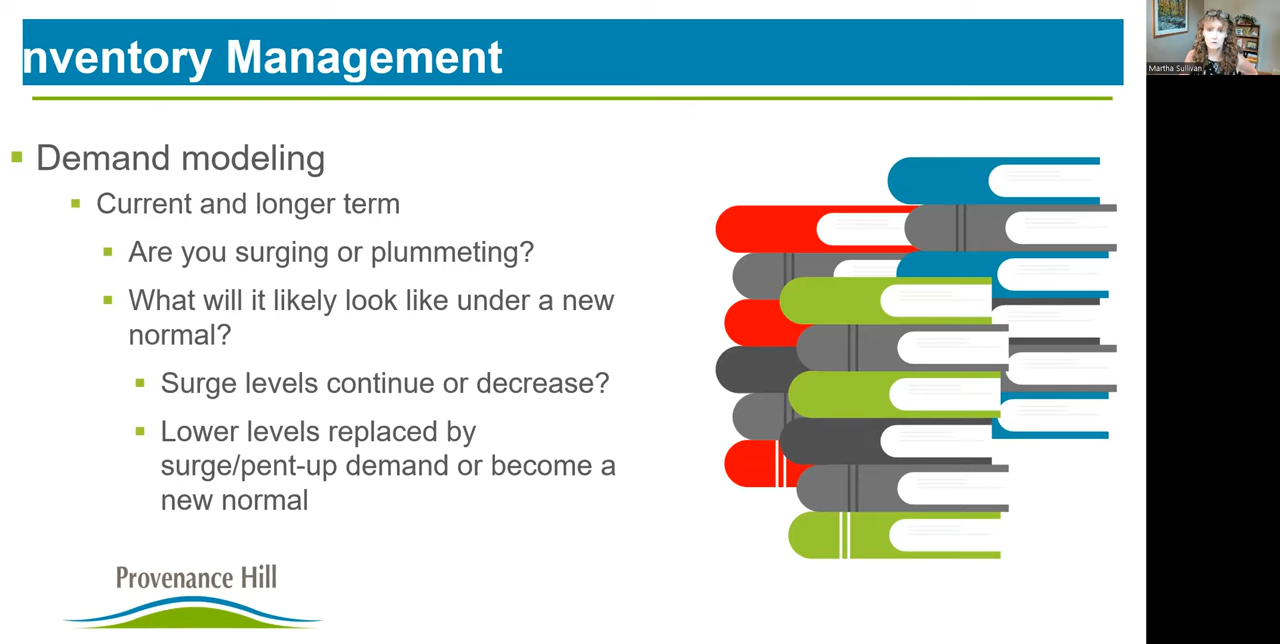 nventory Management
Martha Sullivan
Demand modeling
Current and longer term
Are you surging or plummeting?
What will it likely look like under a new
normal?
Surge levels continue or decrease?
Lower levels replaced by
surge/pent-up demand or become a
new normal
Provenance Hill